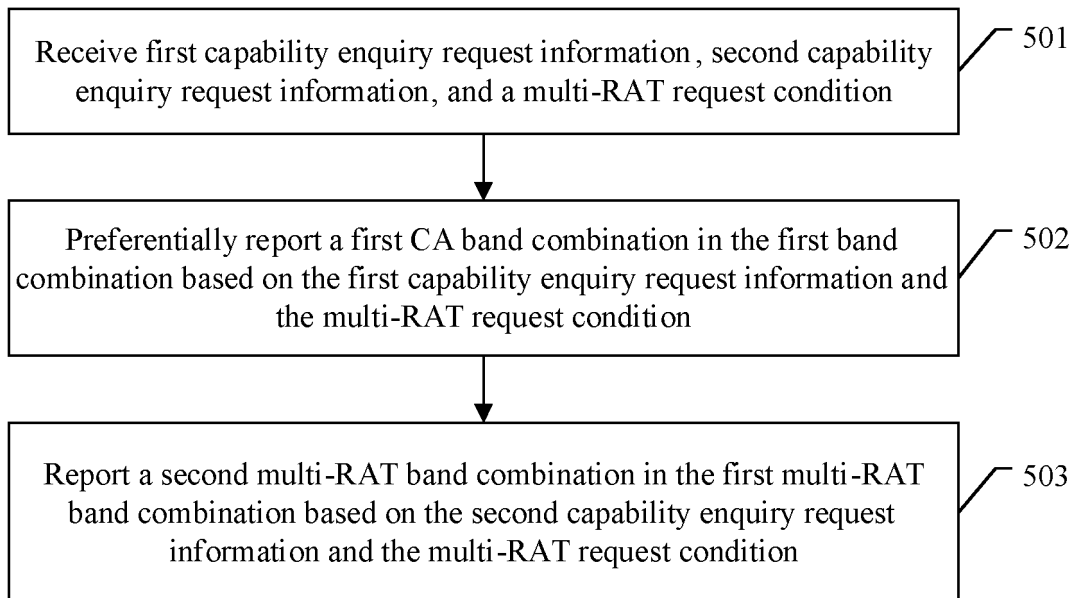 Receive first capability enquiry request information, second capability
enquiry request information, and a multi-RAT request condition
501
Preferentially report a first CA band combination in the first band
combination based on the first capability enquiry request information and
the multi-RAT request condition
502
Report a second multi-RAT band combination in the first multi-RAT
band combination based on the second capability enquiry request
information and the multi-RAT request condition
503